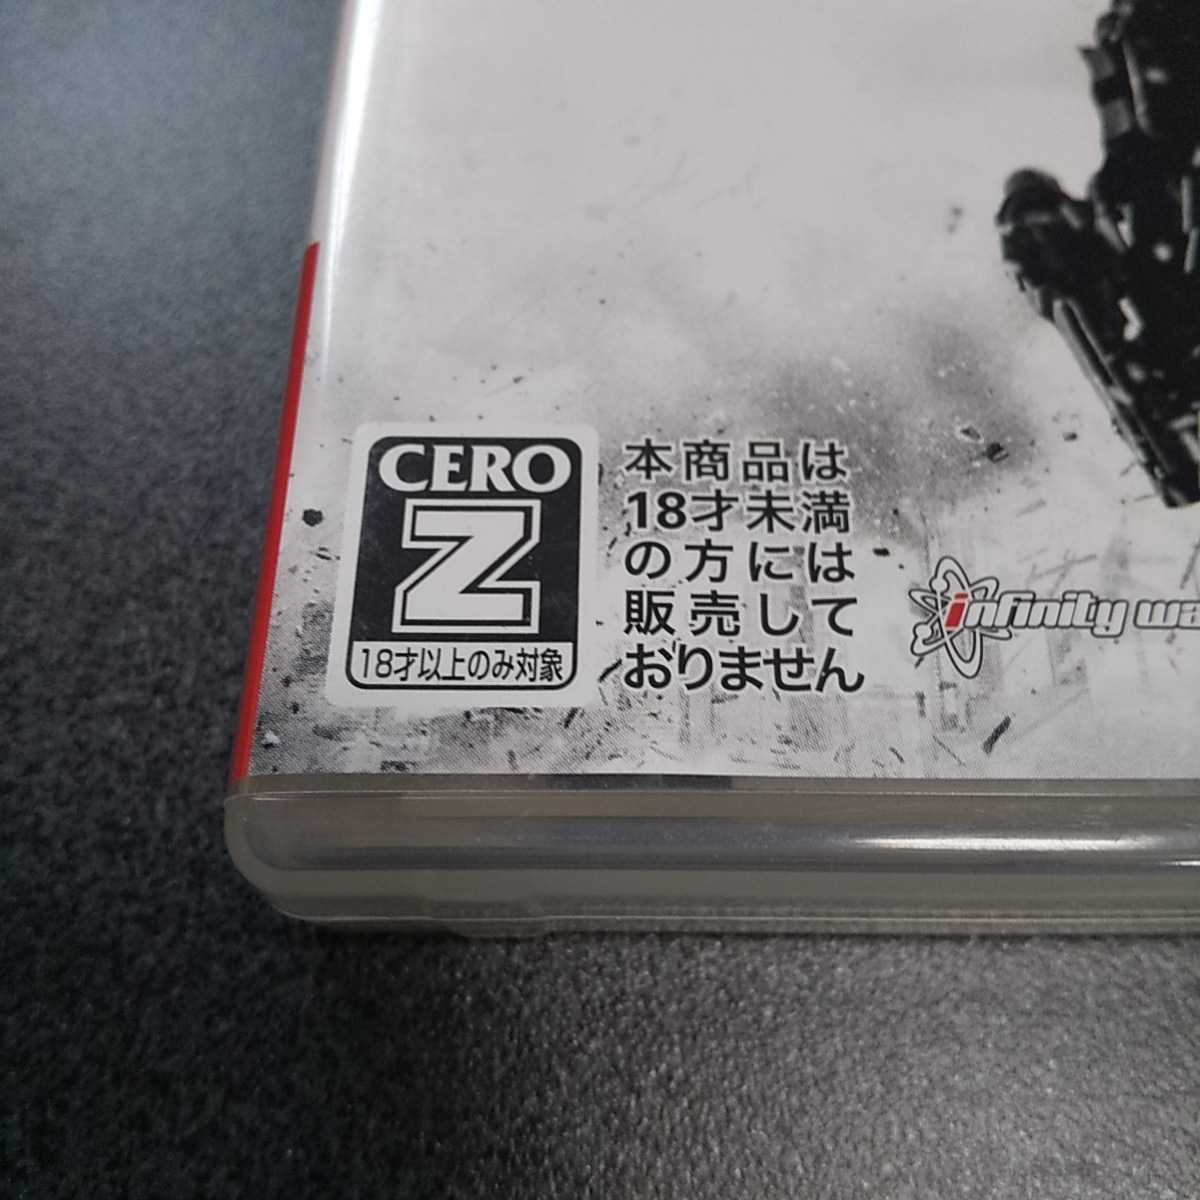 CERO
Z
18才以上のみ対象
本商品は
18才未満
の方には
販売して
おりません
infinity wa